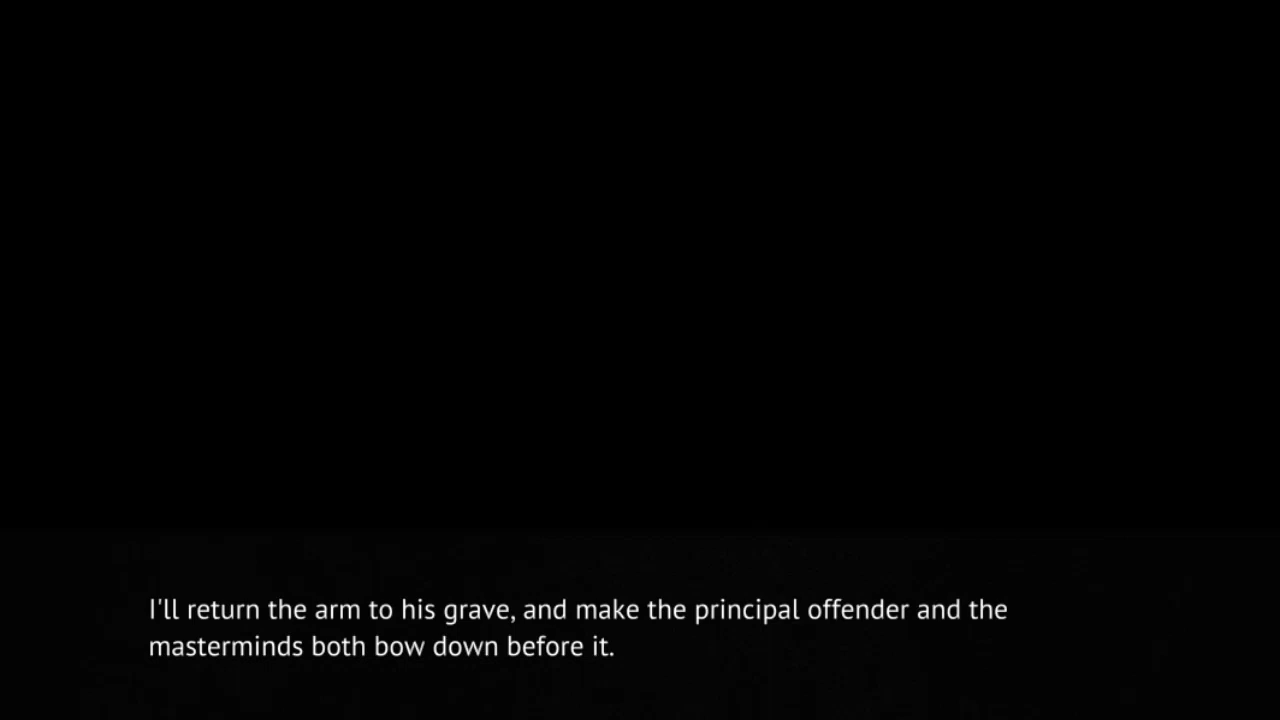 I'll return the arm to his grave, and make the principal offender and the
masterminds both bow down before it.